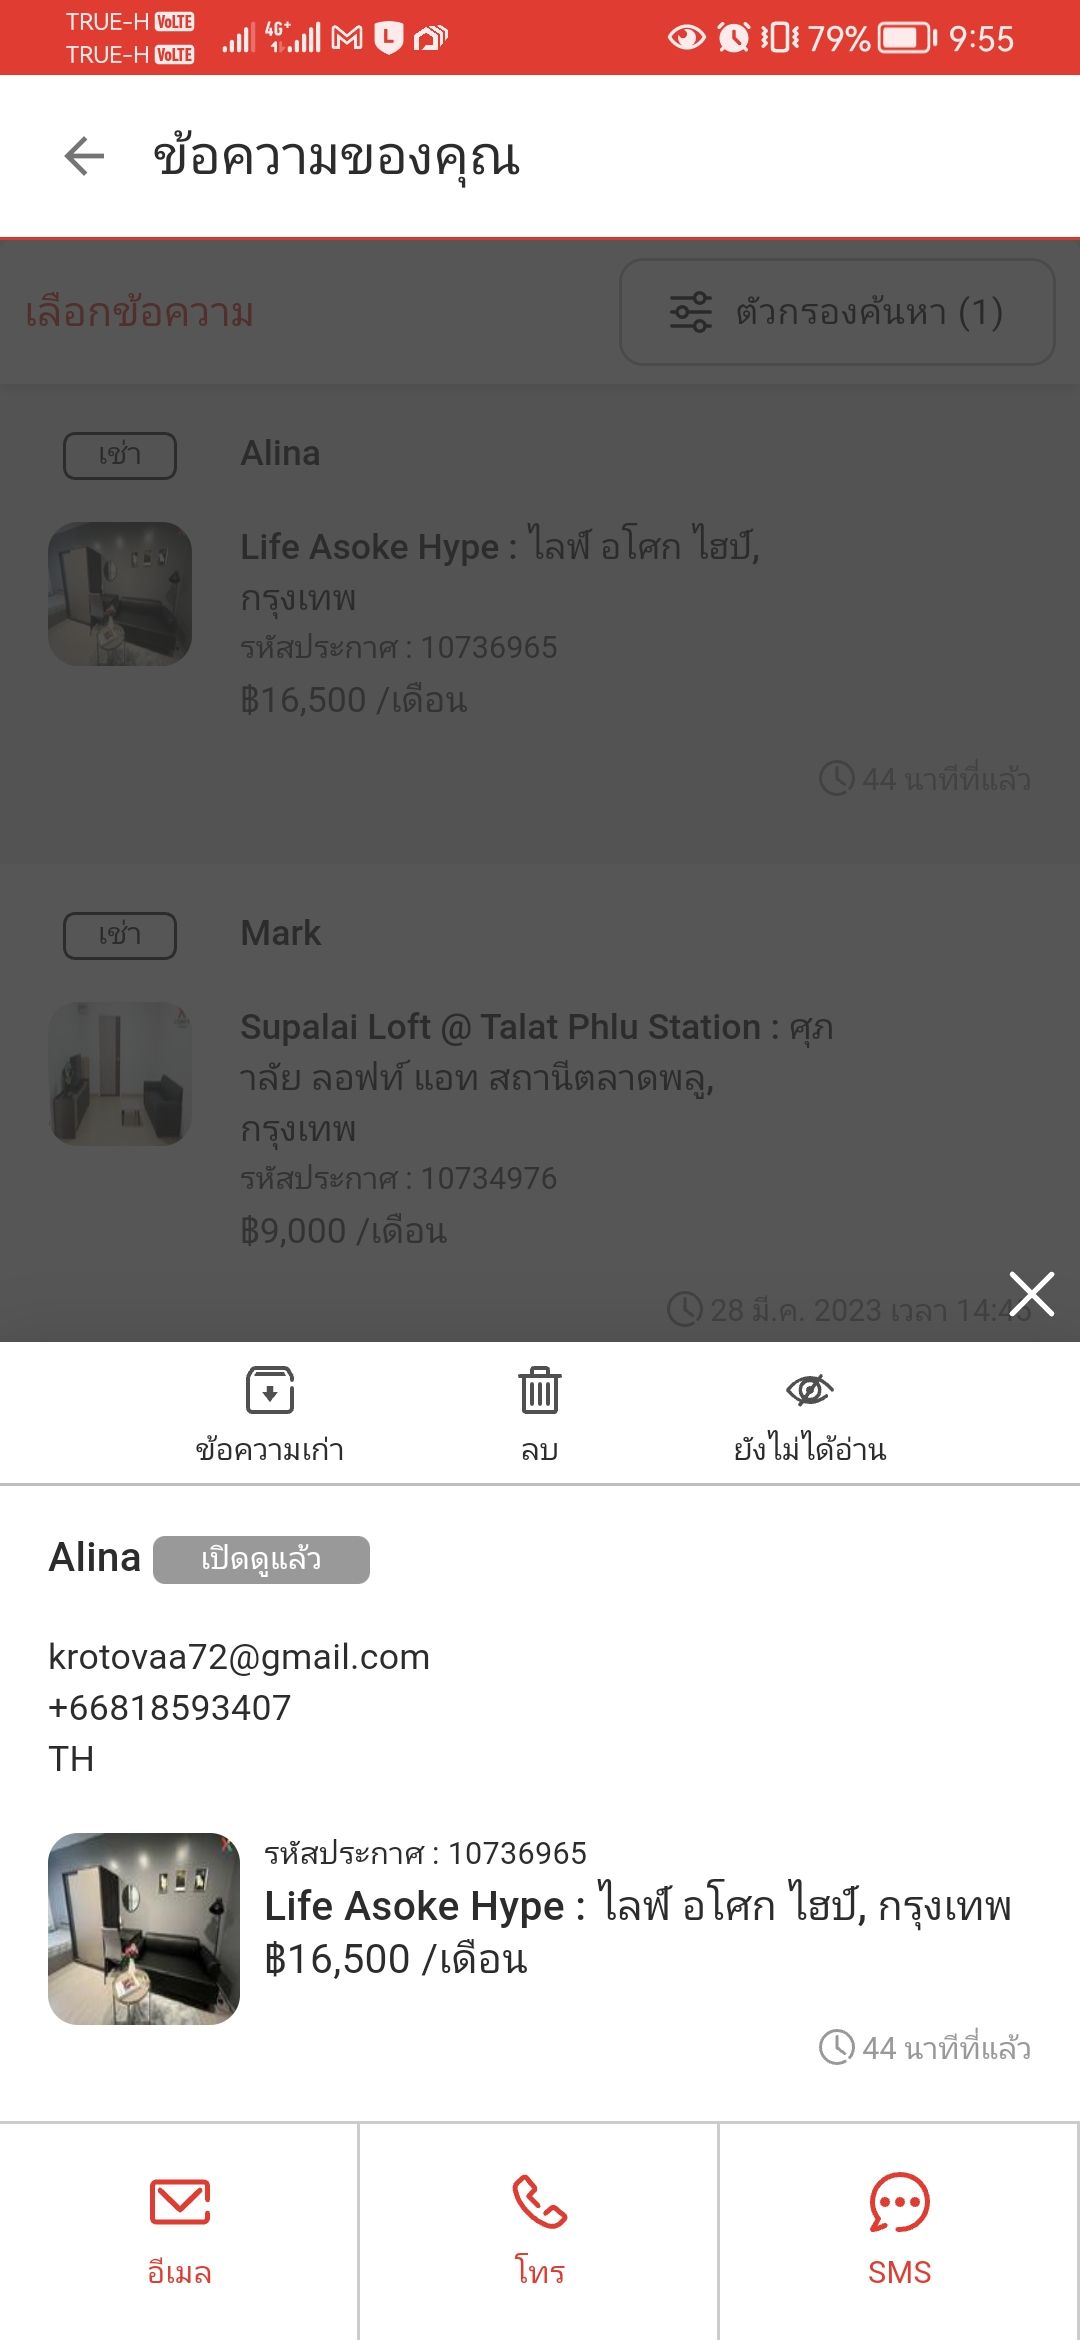 TRUE-H VoLTE
TRUE-H VoLTE
4G+
79%
9:55
ข้อความของคุณ
เลือกข้อความ
ตัวกรองค้นหา (1)
เช่า
Alina
Life Asoke Hype : ไลฟ์ อโศก ไฮป์,
กรุงเทพ
รหัสประกาศ : 10736965
฿16,500 /เดือน
44 นาทีที่แล้ว
เช่า
Mark
Supalai Loft @ Talat Phlu Station : ศุภ
าลัย ลอฟท์ แอท สถานีตลาดพลู,
กรุงเทพ
รหัสประกาศ : 10734976
฿9,000 /เดือน
28 มี.ค. 2023 เวลา
ข้อความเก่า
ลบ
ยังไม่ได้อ่าน
Alina เปิดดูแล้ว
krotovaa72@gmail.com
+66818593407
TH
รหัสประกาศ : 10736965
Life Asoke Hype : ไลฟ์ อโศก ไฮป์, กรุงเทพ
฿16,500 /เดือน
44 นาทีที่แล้ว
อีเมล
โทร
SMS